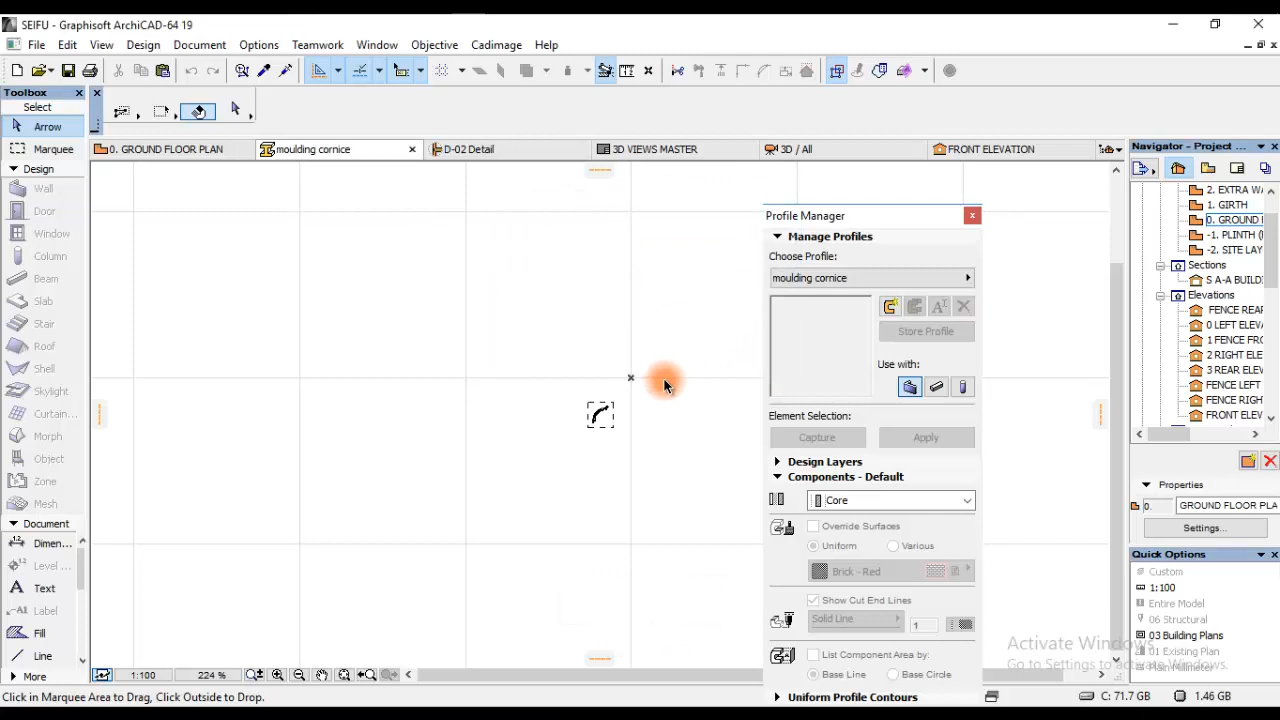 SEIFU - Graphisoft ArchiCAD-64 19
File Edit View Design Document Options Teamwork Window Objective Cadimage Help
Toolbox
Select
Arrow
Marquee
Design
Wall
Door
Window
Column
Beam
Slab
Stair
Roof
Shell
Skylight
Curtain...
Morph
Object
Zone
Mesh
Document
Dimen...
Level ...
Text
Label
Fill
Line
More
0. GROUND FLOOR PLAN
moulding cornice
D-02 Detail
3D VIEWS MASTER
3D / All
FRONT ELEVATION
Profile Manager
Manage Profiles
Choose Profile:
moulding cornice
Store Profile
Use with:
Element Selection:
Capture
Apply
Design Layers
Components - Default
Core
Override Surfaces
Uniform
Various
Brick - Red
Show Cut End Lines
Solid Line
1
List Component Area by:
Base Line
Base Circle
Uniform Profile Contours
Navigator - Project ...
2. EXTRA WA
1. GIRTH
0. GROUND
-1. PLINTH (
-2. SITE LAY
Sections
S A-A BUILD
Elevations
FENCE REAR
0 LEFT ELEV
1 FENCE FR
2 RIGHT ELE
3 REAR ELEV
FENCE LEFT
FENCE RIGH
FRONT ELEV
Properties
0.
GROUND FLOOR PLA
Settings...
Quick Options
Custom
1:100
Entire Model
06 Structural
03 Building Plans
01 Existing Plan
Plain Millimeter
Activate Windows
Go to Settings to activate Windows.
1:100
224 %
Click in Marquee Area to Drag, Click Outside to Drop.
C: 71.7 GB
1.46 GB